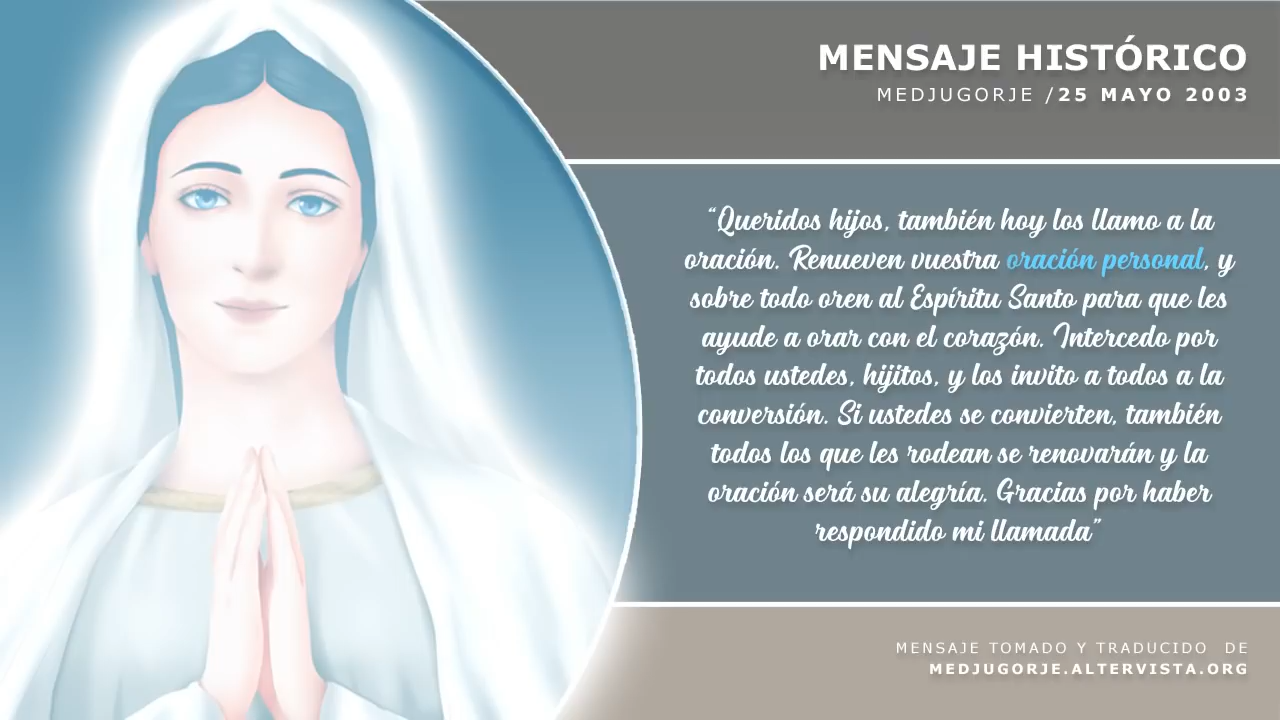 MENSAJE HISTÓRICO
MEDJUGORJE /25 MAYO 2003
“Queridos hijos, también hoy los llamo a la
oración. Renueven vuestra oración personal, y
sobre todo oren al Espíritu Santo para que les
ayude a orar con el corazón. Intercedo por
todos ustedes, hijitos, y los invito a todos a la
conversión. Si ustedes se convierten, también
todos los que les rodean se renovarán y la
oración será su alegría. Gracias por haber
respondido mi llamada”
MENSAJE TOMADO Y TRADUCIDO DE
MEDJUGORJE.ALTERVISTA.ORG